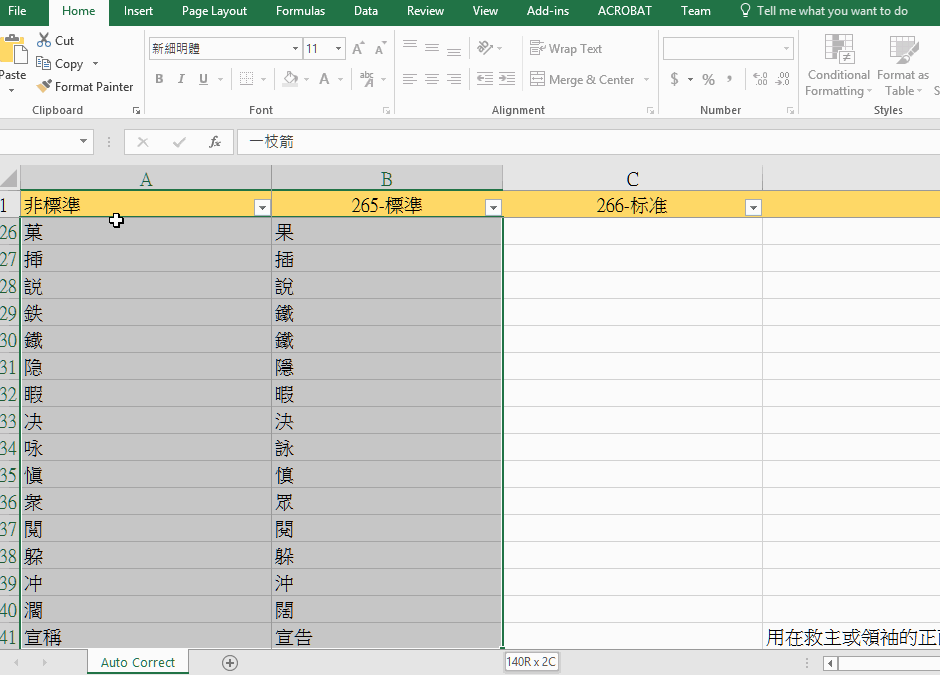 File Home Insert Page Layout Formulas Data Review View Add-ins ACROBAT Team Tell me what you want to do
Cut
Copy
Paste
Format Painter
Clipboard
新細明體 11
B I U
A
abc
Font
Wrap Text
Merge & Center
Alignment
$ % ,
Number
Conditional Formatting
Format as Table
Styles
fx 一枝箭
A B C
1 非標準 265-標準 266-标准
26 菓 果
27 揷 插
28 説 說
29 鉄 鐵
30 鐡 鐵
31 隐 隱
32 暇 暇
33 决 決
34 咏 詠
35 愼 慎
36 衆 眾
37 閲 閱
38 躱 躲
39 冲 沖
40 濶 闊
41 宣稱 宣告 用在救主或領袖的正
Auto Correct
140R x 2C